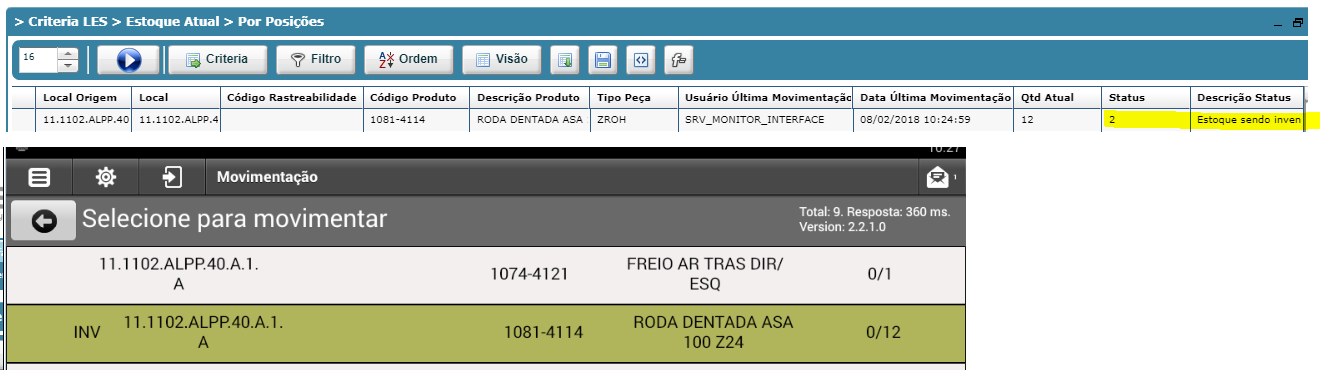 > Criteria LES > Estoque Atual > Por Posições
16 Criteria Filtro Ordem Visão
Local Origem Local Código Rastreabilidade Código Produto Descrição Produto Tipo Peça Usuário Última Movimentação Data Última Movimentação Qtd Atual Status Descrição Status
11.1102.ALPP.40 11.1102.ALPP.4 1081-4114 RODA DENTADA ASA ZROH SRV_MONITOR_INTERFACE 08/02/2018 10:24:59 12 2 Estoque sendo inven
10:27
Movimentação 1
Selecione para movimentar
Total: 9. Resposta: 360 ms.
Version: 2.2.1.0
11.1102.ALPP.40.A.1. 1074-4121 FREIO AR TRAS DIR/ 0/1
A ESQ
INV 11.1102.ALPP.40.A.1. 1081-4114 RODA DENTADA ASA 0/12
A 100 Z24